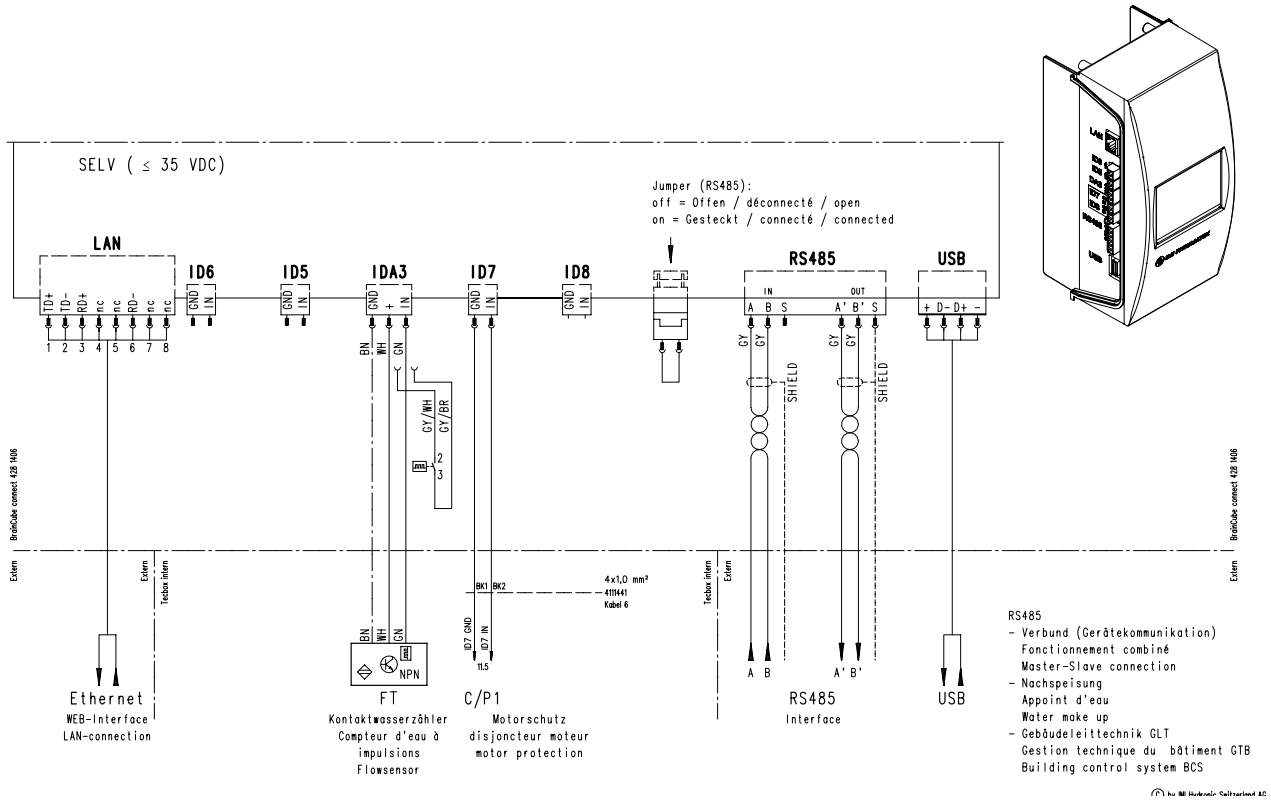 SELV ( ≤ 35 VDC)
Jumper (RS485):
off = Offen / déconnecté / open
on = Gesteckt / connecté / connected
LAN
ID6
ID5
IDA3
ID7
ID8
RS485
USB
TD+ TD- RD+ nc nc RD- nc nc
GND IN
GND IN
GND + IN
GND IN
GND IN
IN OUT
A B S A' B' S
+ D- D+ -
1 2 3 4 5 6 7 8
BN WH GN
GY GY GY GY
SHIELD SHIELD
GY/WH
GY/BR
2
3
BrainCube connect 428 1406
BrainCube connect 428 1406
Extern
Extern
Tecbox intern
Tecbox intern
Extern
Extern
BK1 BK2
4x1,0 mm²
4111441
Kabel 6
BN WH GN
NPN
ID7 GND
ID7 IN
11.5
A B A' B'
Ethernet
WEB-Interface
LAN-connection
FT
Kontaktwasserzähler
Compteur d'eau à
impulsions
Flowsensor
C/P1
Motorschutz
disjoncteur moteur
motor protection
RS485
Interface
USB
RS485
- Verbund (Gerätekommunikation)
Fonctionnement combiné
Master-Slave connection
- Nachspeisung
Appoint d'eau
Water make up
- Gebäudeleittechnik GLT
Gestion technique du bâtiment GTB
Building control system BCS
LAN
ID7
RS485
USB
© by IMI Hydronic Switzerland AG